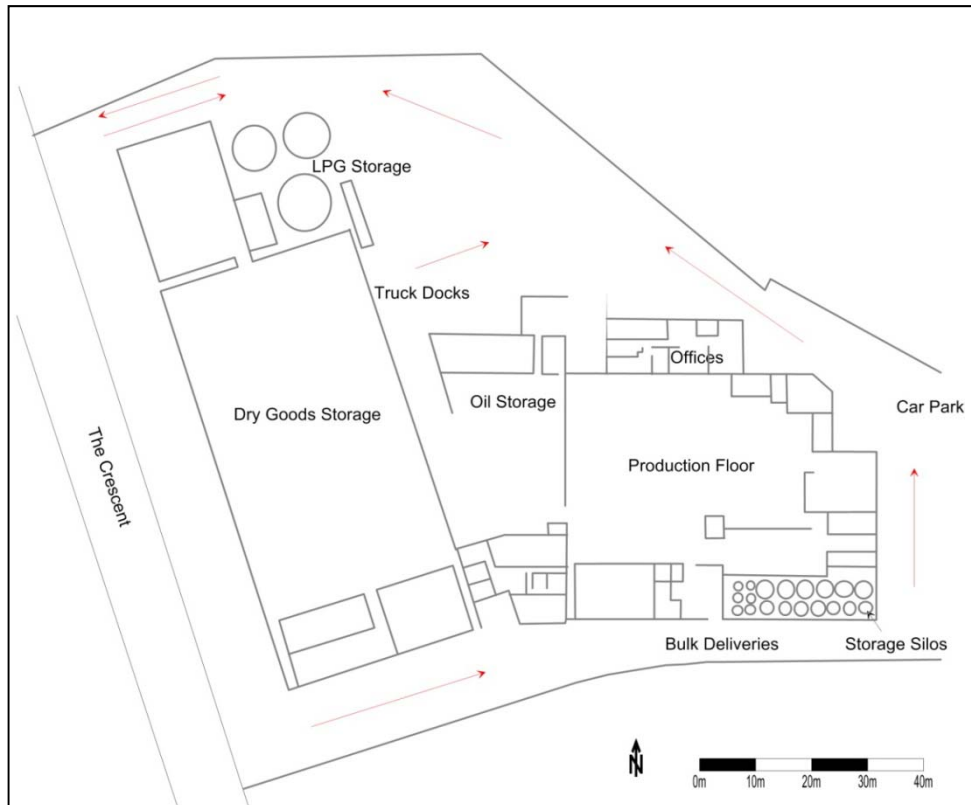 LPG Storage
Truck Docks
Offices
Oil Storage
Dry Goods Storage
Car Park
The Crescent
Production Floor
Bulk Deliveries
Storage Silos
N
0m 10m 20m 30m 40m